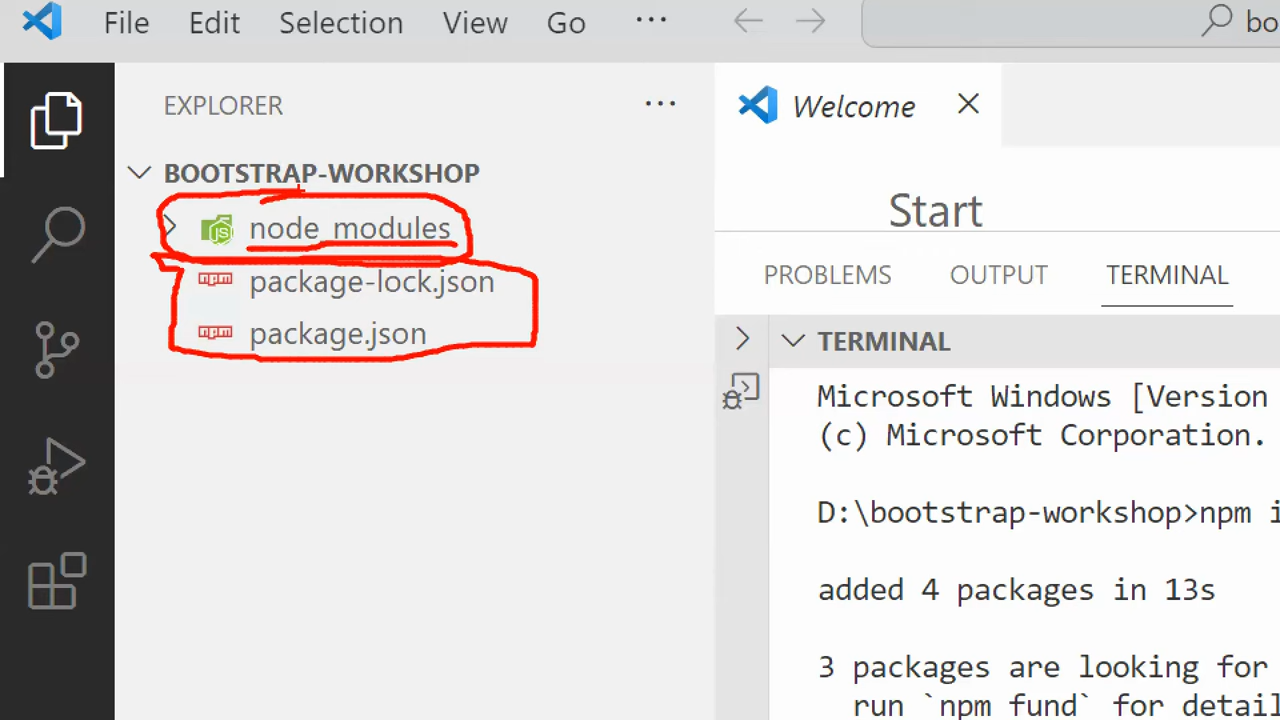 File Edit Selection View Go ··· bo
EXPLORER ···
BOOTSTRAP-WORKSHOP
node_modules
package-lock.json
package.json
Welcome
Start
PROBLEMS OUTPUT TERMINAL
TERMINAL
Microsoft Windows [Version
(c) Microsoft Corporation.
D:\bootstrap-workshop>npm i
added 4 packages in 13s
3 packages are looking for
run `npm fund` for detail